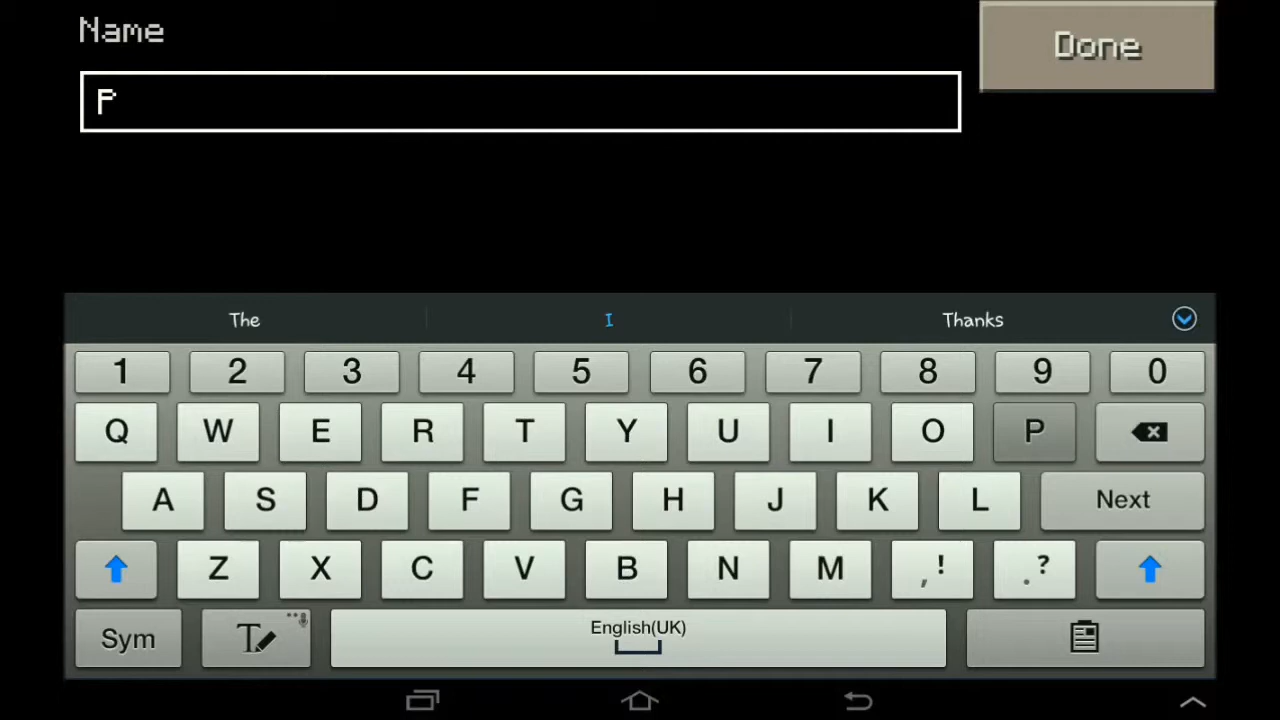 Name
Done
P
The I Thanks
1 2 3 4 5 6 7 8 9 0
Q W E R T Y U I O P
A S D F G H J K L Next
Z X C V B N M ,! .?
Sym T English(UK)